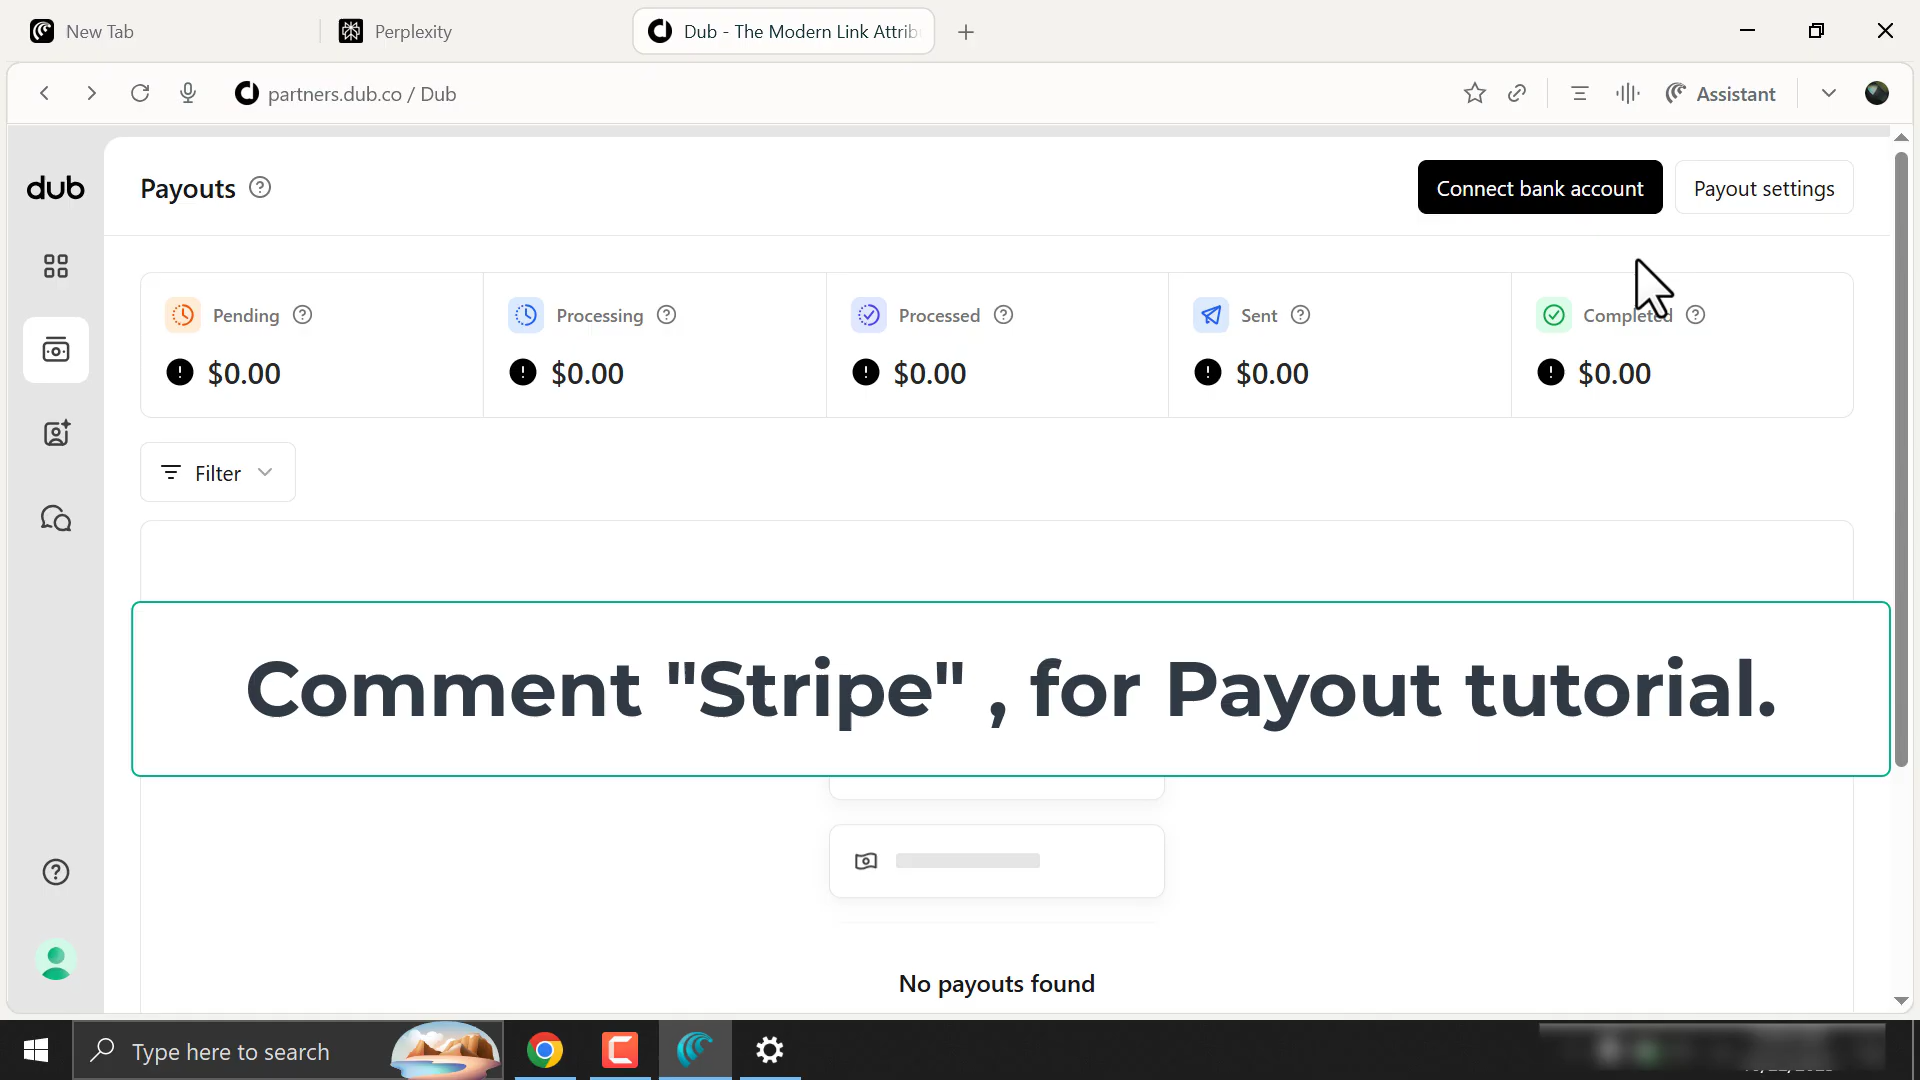 New Tab
Perplexity
Dub - The Modern Link Attrib
partners.dub.co / Dub
Assistant
dub
Payouts
Connect bank account
Payout settings
Pending
Processing
Processed
Sent
Completed
$0.00
$0.00
$0.00
$0.00
$0.00
Filter
Comment "Stripe" , for Payout tutorial.
No payouts found
Type here to search